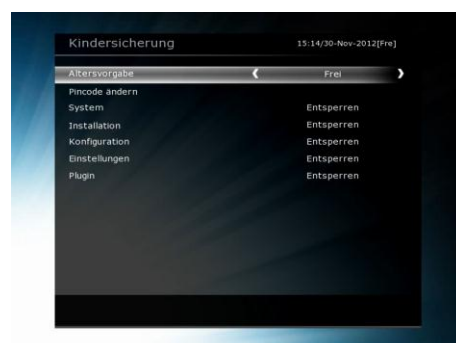 Kindersicherung 15:14/30-Nov-2012[Fre]
Altersvorgabe Frei
Pincode ändern
System Entsperren
Installation Entsperren
Konfiguration Entsperren
Einstellungen Entsperren
Plugin Entsperren